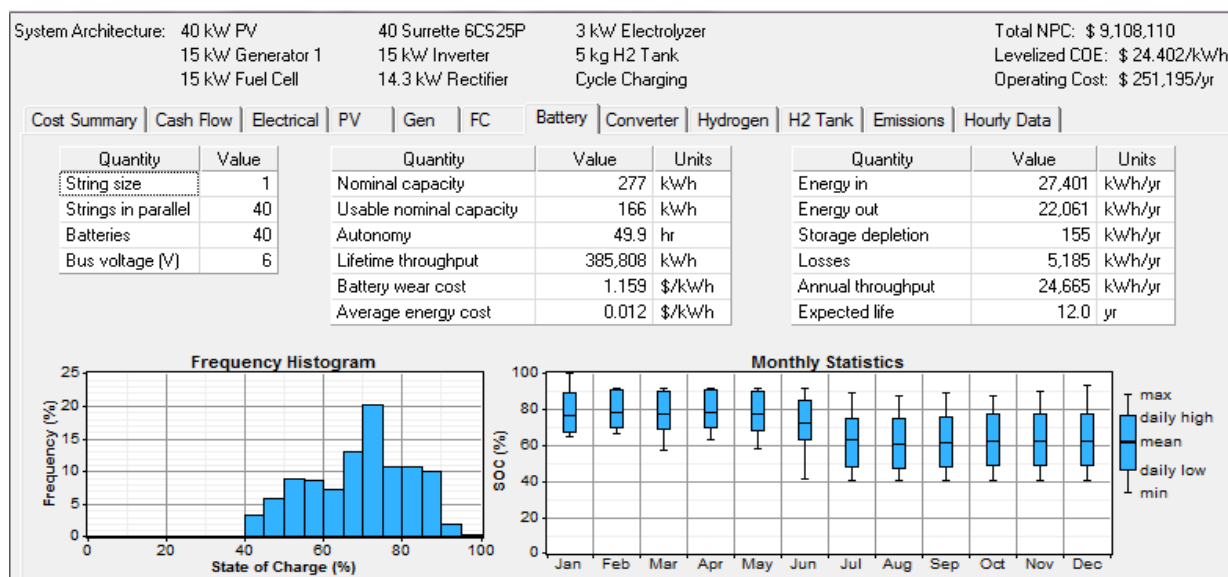 System Architecture: 40 kW PV 40 Surrette 6CS25P 3 kW Electrolyzer Total NPC: $ 9,108,110
15 kW Generator 1 15 kW Inverter 5 kg H2 Tank Levelized COE: $ 24.402/kWh
15 kW Fuel Cell 14.3 kW Rectifier Cycle Charging Operating Cost: $ 251,195/yr
Cost Summary Cash Flow Electrical PV Gen FC Battery Converter Hydrogen H2 Tank Emissions Hourly Data
Quantity Value Quantity Value Units Quantity Value Units
String size 1 Nominal capacity 277 kWh Energy in 27,401 kWh/yr
Strings in parallel 40 Usable nominal capacity 166 kWh Energy out 22,061 kWh/yr
Batteries 40 Autonomy 49.9 hr Storage depletion 155 kWh/yr
Bus voltage (V) 6 Lifetime throughput 385,808 kWh Losses 5,185 kWh/yr
Battery wear cost 1.159 $/kWh Annual throughput 24,665 kWh/yr
Average energy cost 0.012 $/kWh Expected life 12.0 yr
Frequency Histogram
25
20
15
10
5
0
Frequency (%)
0 20 40 60 80 100
State of Charge (%)
Monthly Statistics
100
80
60
40
20
0
SOC (%)
Jan Feb Mar Apr May Jun Jul Aug Sep Oct Nov Dec
max
daily high
mean
daily low
min